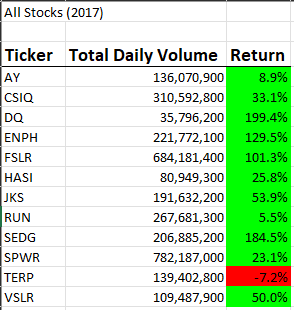 All Stocks (2017)
Ticker Total Daily Volume Return
AY 136,070,900 8.9%
CSIQ 310,592,800 33.1%
DQ 35,796,200 199.4%
ENPH 221,772,100 129.5%
FSLR 684,181,400 101.3%
HASI 80,949,300 25.8%
JKS 191,632,200 53.9%
RUN 267,681,300 5.5%
SEDG 206,885,200 184.5%
SPWR 782,187,000 23.1%
TERP 139,402,800 -7.2%
VSLR 109,487,900 50.0%